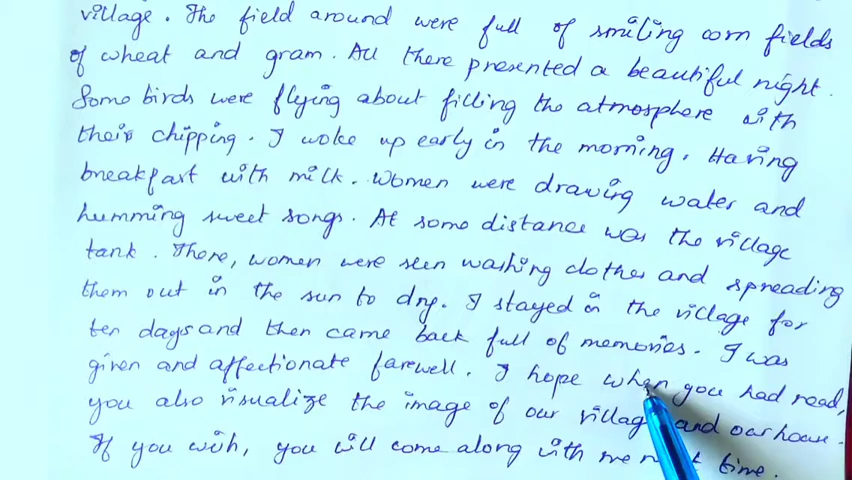 village. The field around were full of smiling corn fields
of wheat and gram. All there presented a beautiful night.
Some birds were flying about filling the atmosphere with
their chipping. I woke up early in the morning. Having
breakfast with milk. Women were drawing water and
humming sweet songs. At some distance was the village
tank. There, women were seen washing clothes and spreading
them out in the sun to dry. I stayed in the village for
ten days and then came back full of memories. I was
given and affectionate farewell. I hope when you had read,
you also visualize the image of our village and our house.
If you wish, you will come along with me time.